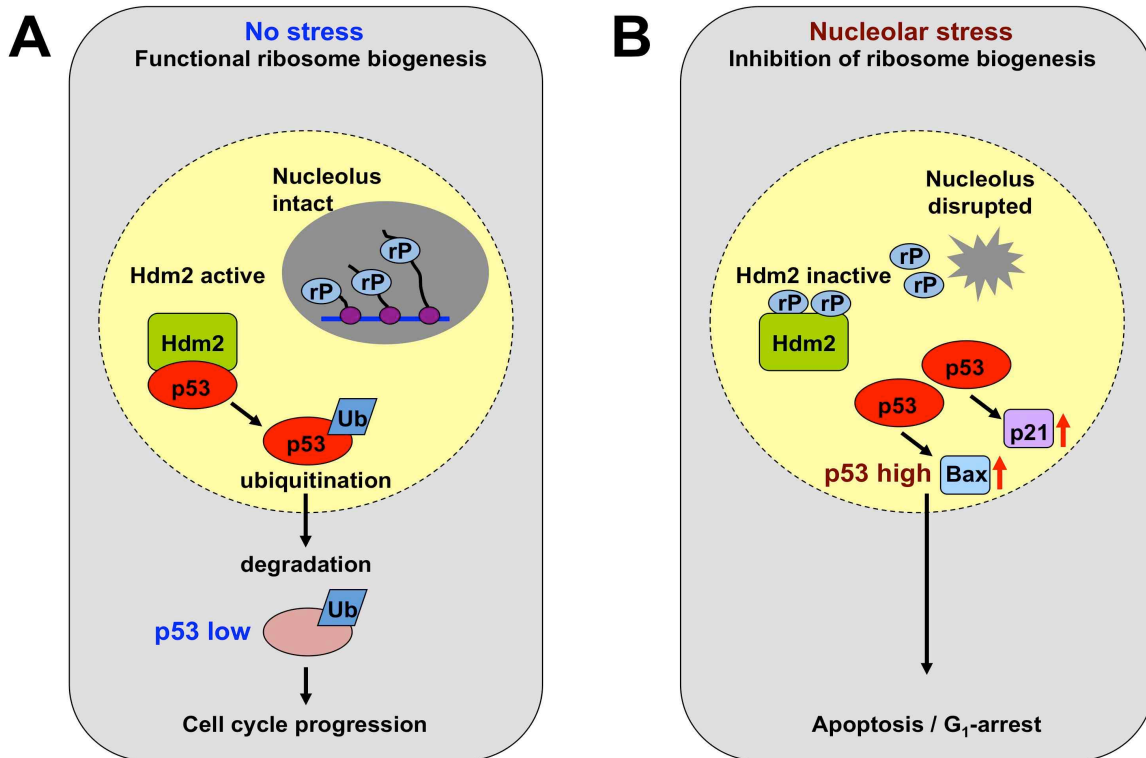 A
No stress
Functional ribosome biogenesis
Nucleolus
intact
rP
rP
rP
Hdm2 active
Hdm2
p53
Ub
p53
ubiquitination
degradation
Ub
p53 low
Cell cycle progression
B
Nucleolar stress
Inhibition of ribosome biogenesis
Nucleolus
disrupted
rP
rP
Hdm2 inactive
rP rP
Hdm2
p53
p53
p21
p53 high
Bax
Apoptosis / G₁-arrest